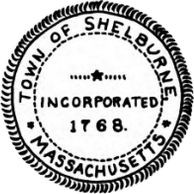 TOWN OF SHELBURNE,
INCORPORATED
1768.
MASSACHUSETTS